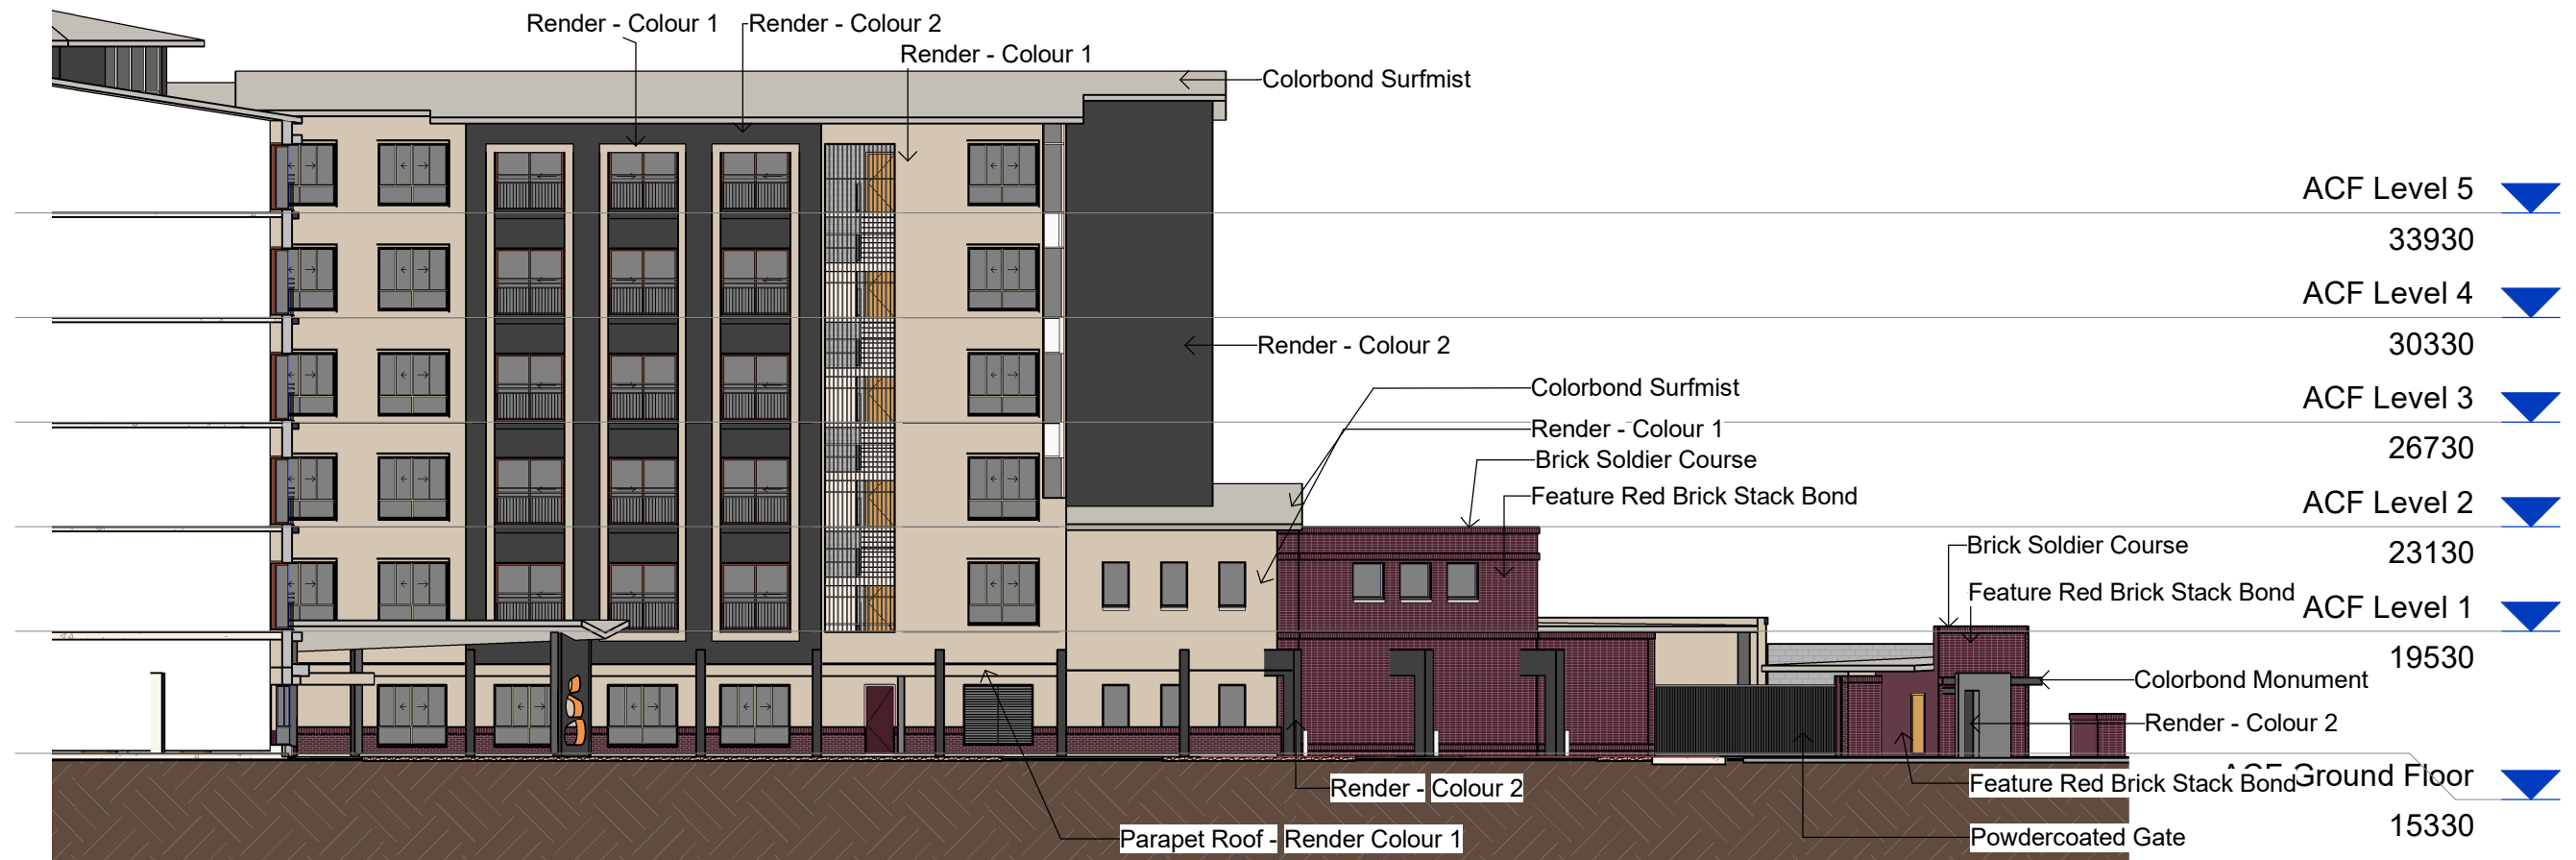 Render - Colour 1
Render - Colour 2
Render - Colour 1
Colorbond Surfmist
ACF Level 5
33930
ACF Level 4
30330
Render - Colour 2
Colorbond Surfmist
ACF Level 3
Render - Colour 1
26730
Brick Soldier Course
Feature Red Brick Stack Bond
ACF Level 2
23130
Brick Soldier Course
Feature Red Brick Stack Bond
ACF Level 1
19530
Colorbond Monument
Render - Colour 2
ACF Ground Floor
Feature Red Brick Stack Bond
Render - Colour 2
15330
Parapet Roof - Render Colour 1
Powdercoated Gate